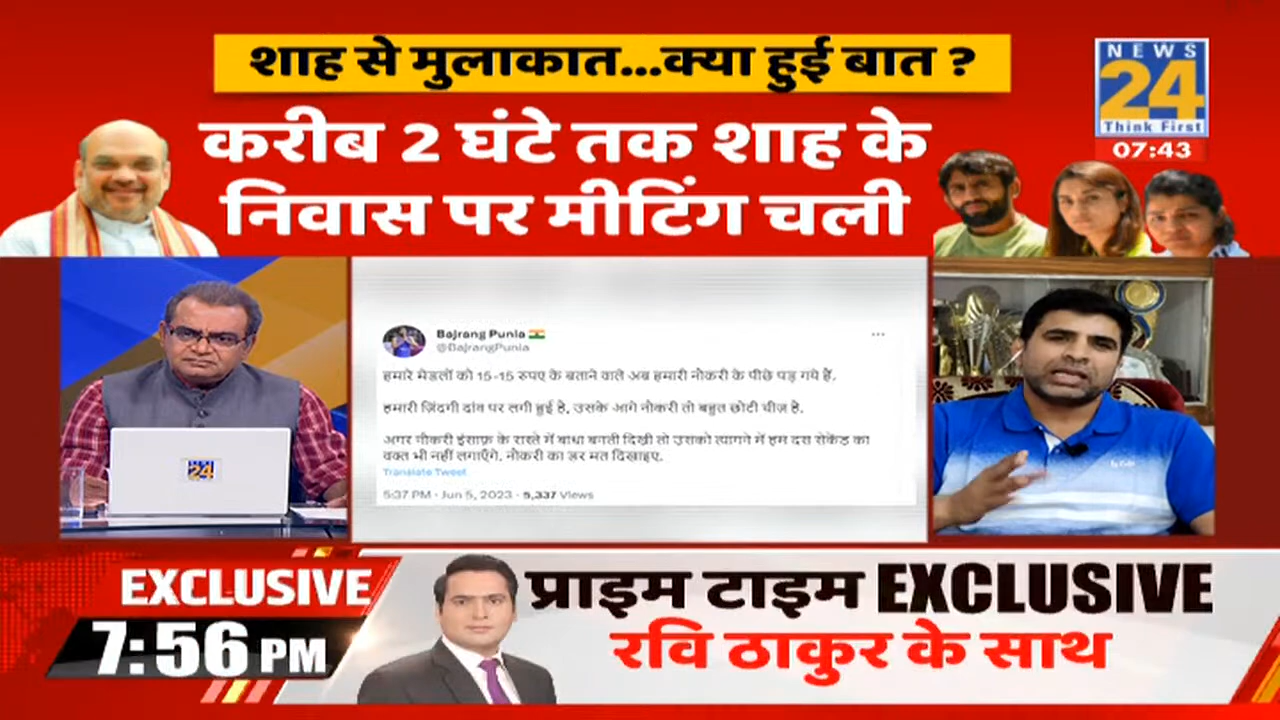 शाह से मुलाकात...क्या हुई बात ?
NEWS
24
Think First
07:43
करीब 2 घंटे तक शाह के
निवास पर मीटिंग चली
Bajrang Punia
@BajrangPunia
हमारे मेडलों को 15-15 रुपए के बताने वाले अब हमारी नौकरी के पीछे पड़ गये हैं.
हमारी ज़िंदगी दांव पर लगी हुई है, उसके आगे नौकरी तो बहुत छोटी चीज़ है.
अगर नौकरी इंसाफ़ के रास्ते में बाधा बनती दिखी तो उसको त्यागने में हम दस सेकेंड का
वक्त भी नहीं लगाएँगे. नौकरी का डर मत दिखाइए.
Translate Tweet
5:37 PM · Jun 5, 2023 · 5,337 Views
NEWS
24
EXCLUSIVE
7:56 PM
प्राइम टाइम EXCLUSIVE
रवि ठाकुर के साथ